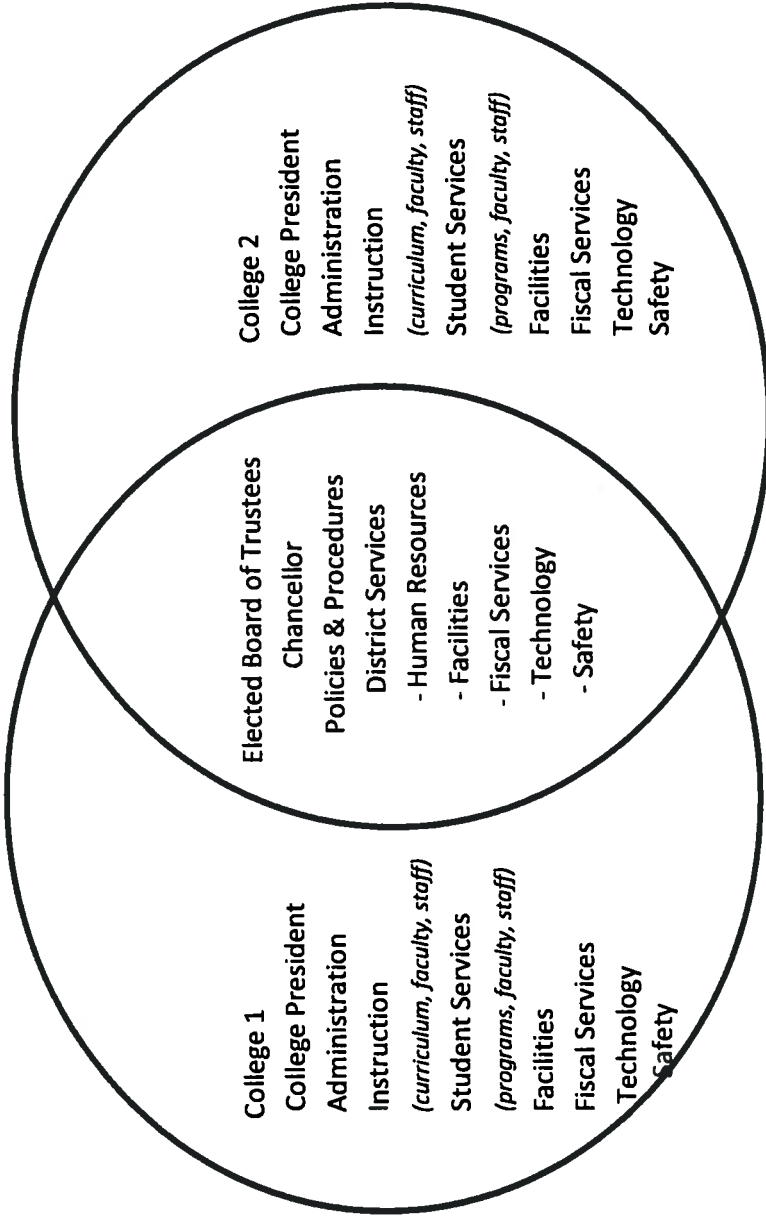 College 1
College President
Administration
Instruction
(curriculum, faculty, staff)
Student Services
(programs, faculty, staff)
Facilities
Fiscal Services
Technology
Safety
Elected Board of Trustees
Chancellor
Policies & Procedures
District Services
- Human Resources
- Facilities
- Fiscal Services
- Technology
- Safety
College 2
College President
Administration
Instruction
(curriculum, faculty, staff)
Student Services
(programs, faculty, staff)
Facilities
Fiscal Services
Technology
Safety